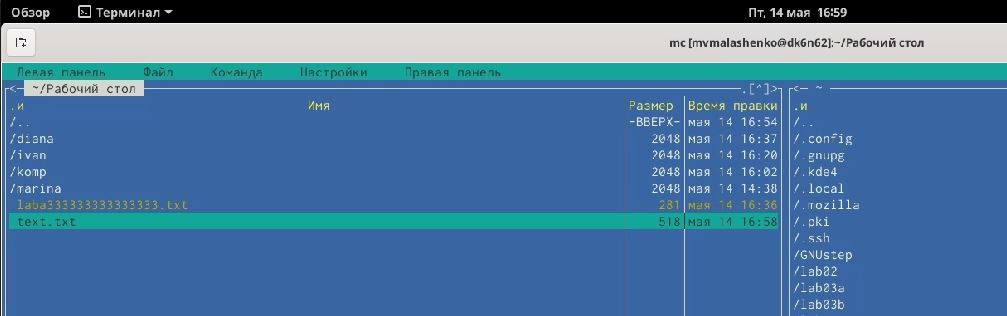 Обзор Терминал Пт, 14 мая 16:59
mc [mvmalashenko@dk6n62]:~/Рабочий стол
Левая панель Файл Команда Настройки Правая панель
<- ~/Рабочий стол .[^]> <- ~
.и Имя Размер Время правки .и
/.. -ВВЕРХ- мая 14 16:54 /..
/diana 2048 мая 14 16:37 /.config
/ivan 2048 мая 14 16:20 /.gnupg
/komp 2048 мая 14 16:02 /.kde4
/marina 2048 мая 14 14:38 /.local
laba333333333333333.txt 281 мая 14 16:36 /.mozilla
text.txt 518 мая 14 16:58 /.pki
/.ssh
/GNUstep
/lab02
/lab03a
/lab03b